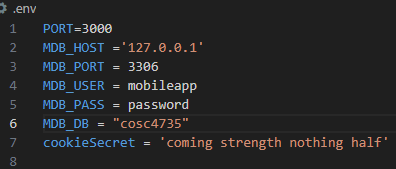 .env
1 PORT=3000
2 MDB_HOST ='127.0.0.1'
3 MDB_PORT = 3306
4 MDB_USER = mobileapp
5 MDB_PASS = password
6 MDB_DB = "cosc4735"
7 cookieSecret = 'coming strength nothing half'
8